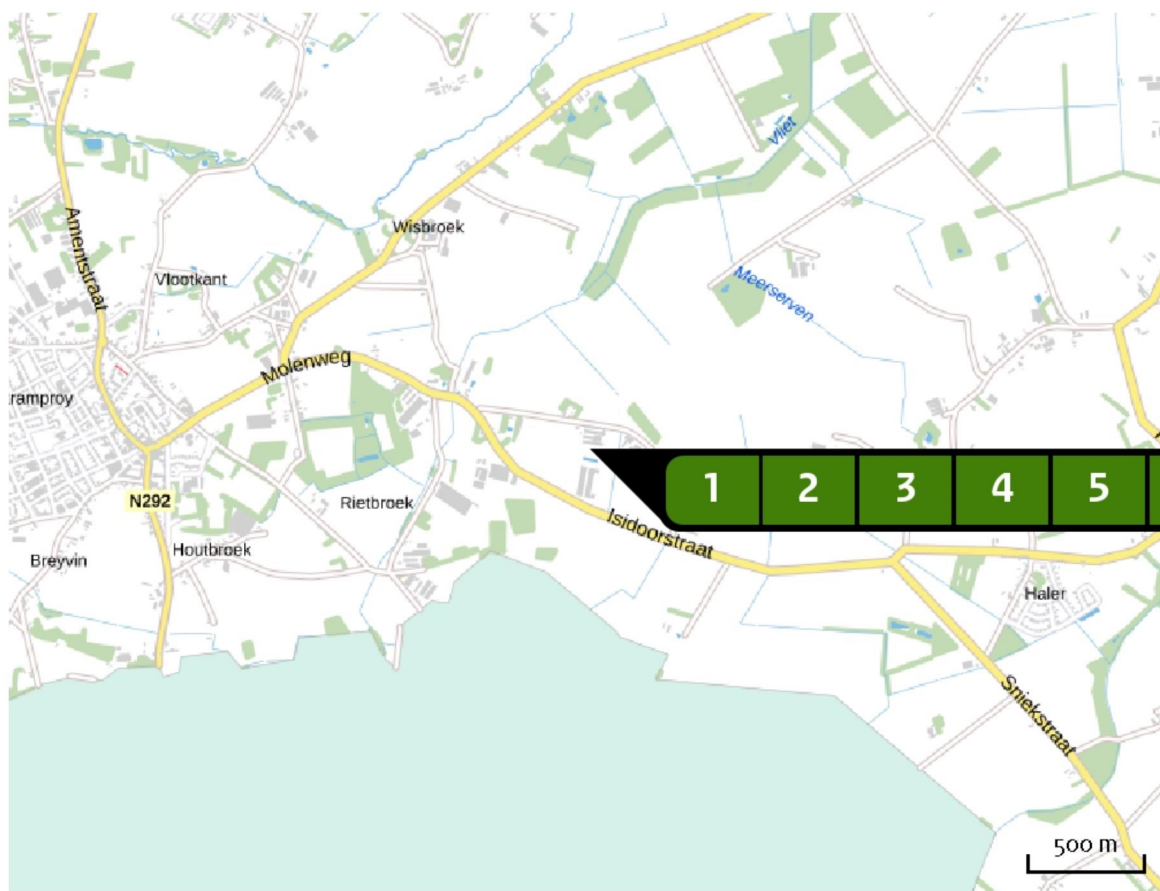 Vliet
Wisbroek
Amentstraat
Vlootkant
Meerserven
Molenweg
ramproy
1 2 3 4 5
N292
Rietbroek
Isidoorstraat
Houtbroek
Breyvin
Haler
Sniekstraat
500 m